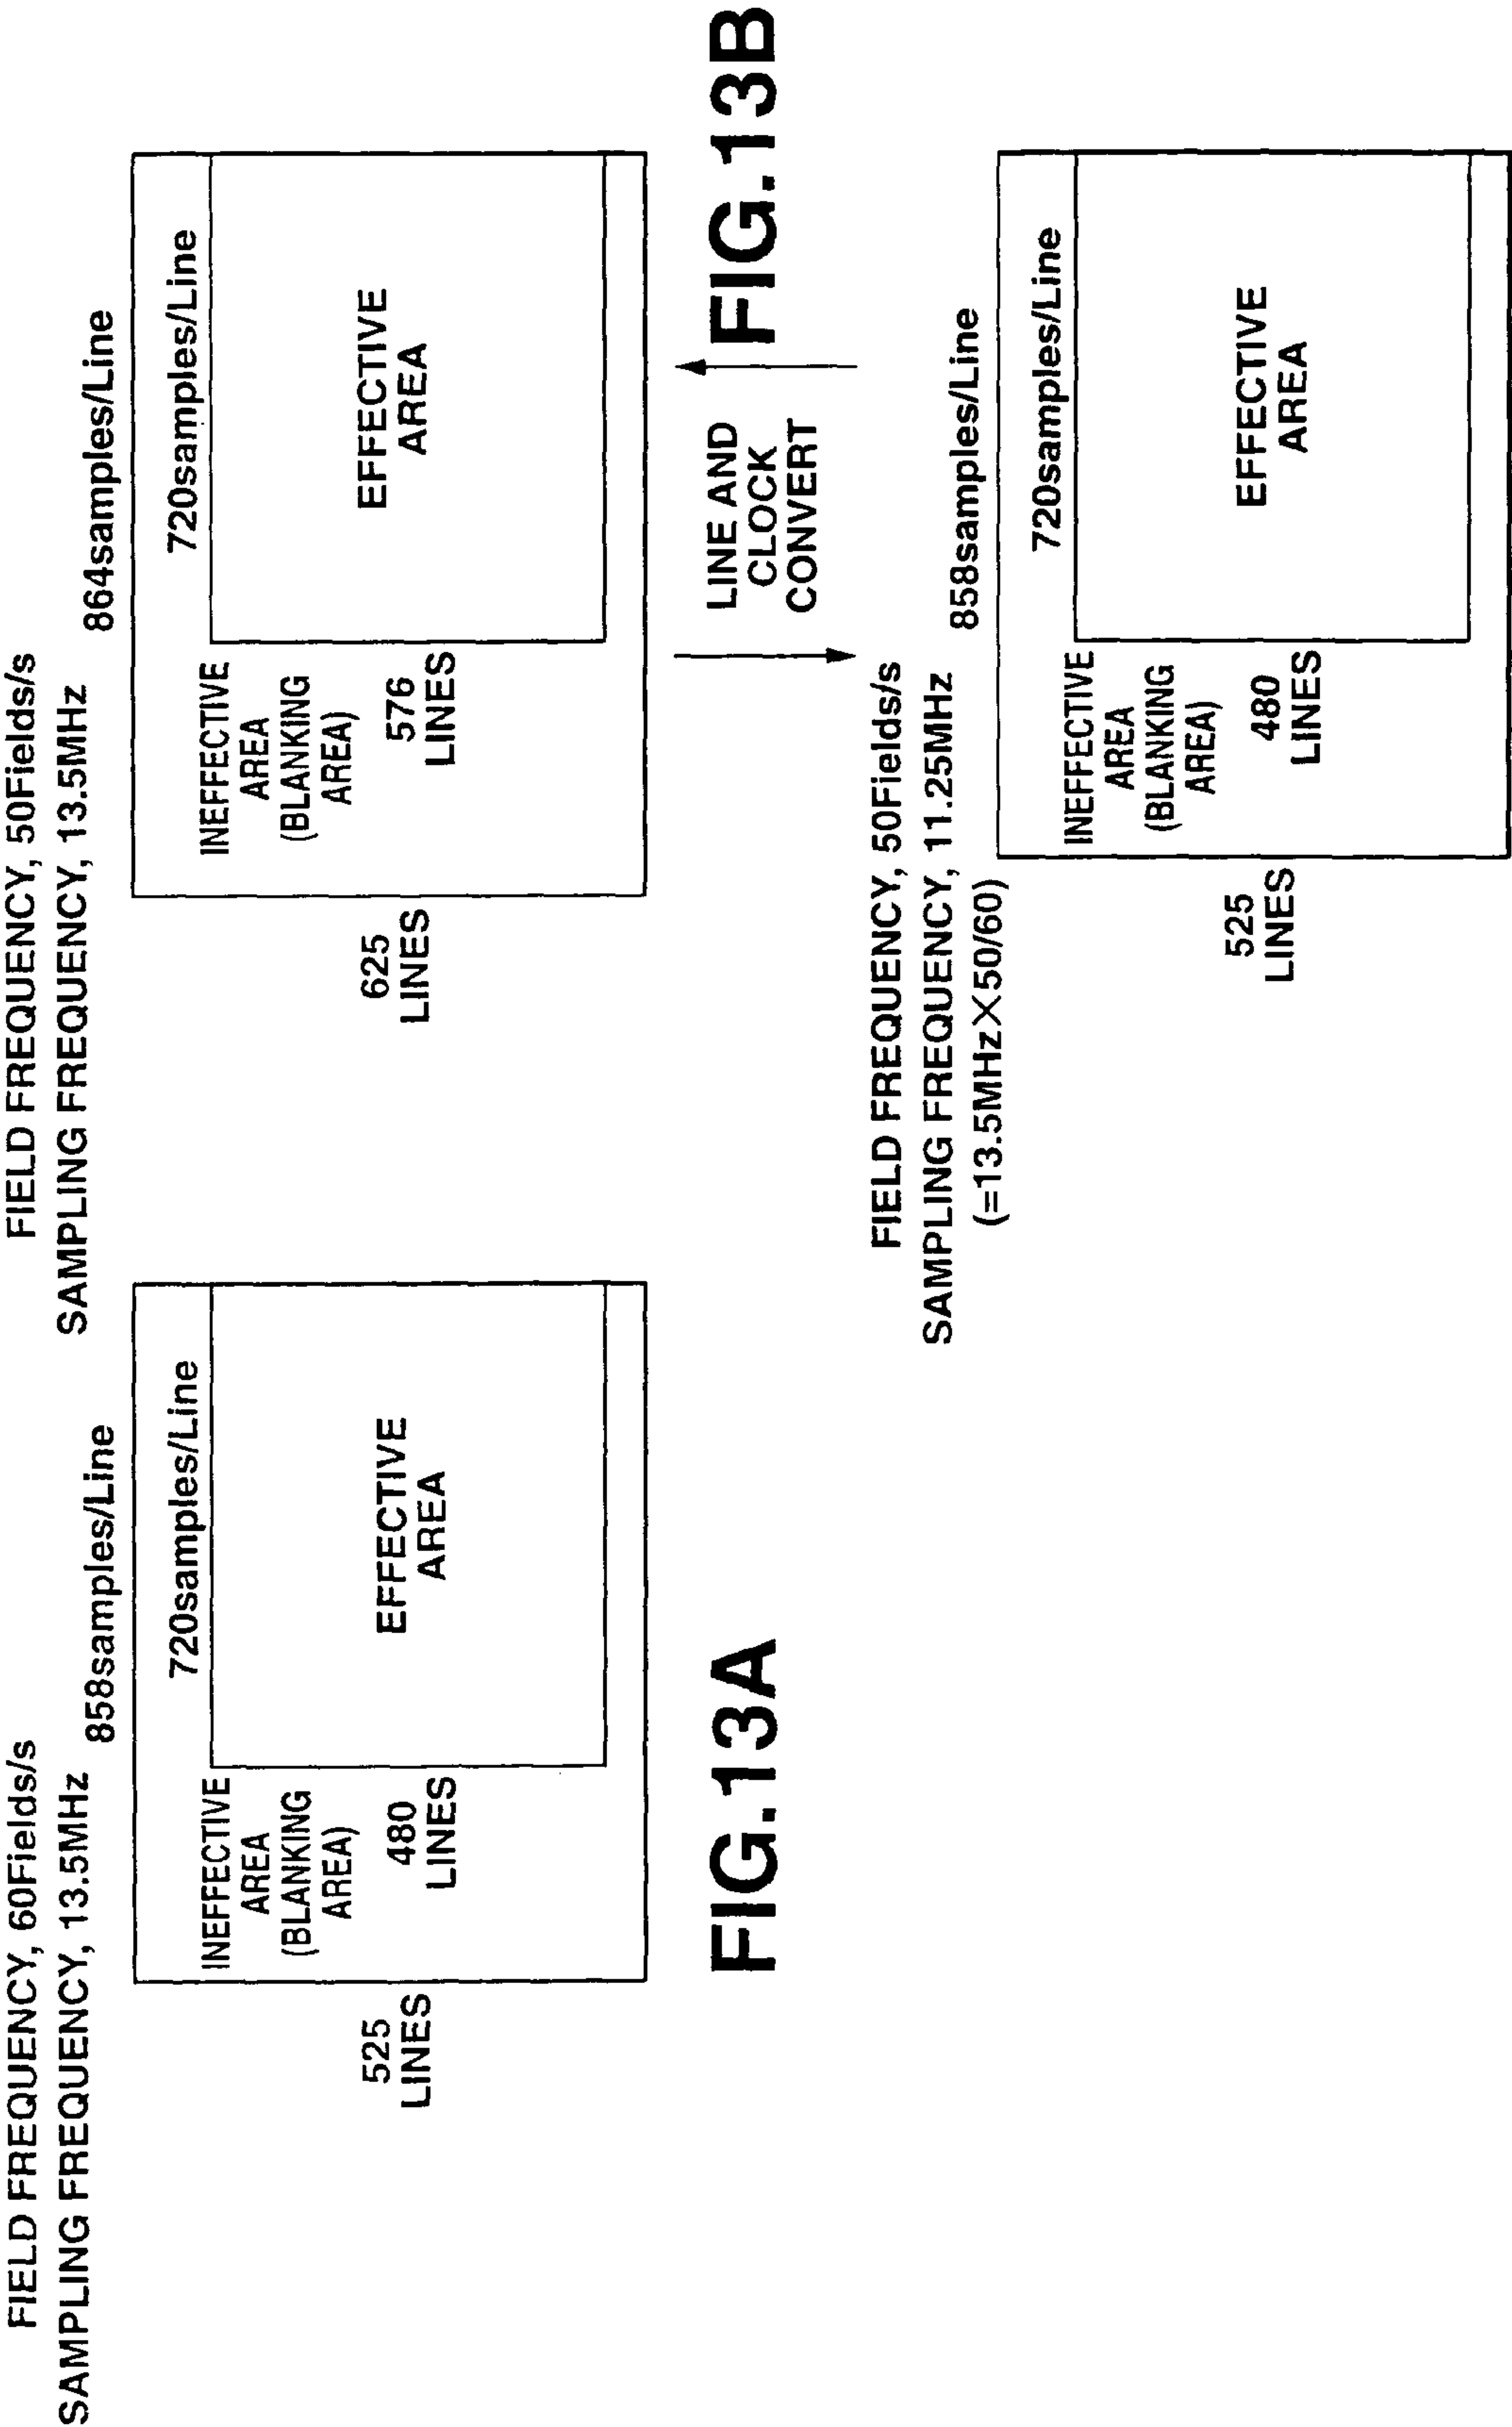 FIELD FREQUENCY, 60Fields/s
SAMPLING FREQUENCY, 13.5MHz
858samples/Line
720samples/Line
INEFFECTIVE
AREA
(BLANKING
AREA)
480
LINES
EFFECTIVE
AREA
525
LINES
FIG.13A
FIELD FREQUENCY, 50Fields/s
SAMPLING FREQUENCY, 13.5MHz
864samples/Line
720samples/Line
INEFFECTIVE
AREA
(BLANKING
AREA)
576
LINES
EFFECTIVE
AREA
625
LINES
LINE AND
CLOCK
CONVERT
FIG.13B
FIELD FREQUENCY, 50Fields/s
SAMPLING FREQUENCY, 11.25MHz
(=13.5MHz×50/60)
858samples/Line
720samples/Line
INEFFECTIVE
AREA
(BLANKING
AREA)
480
LINES
EFFECTIVE
AREA
525
LINES